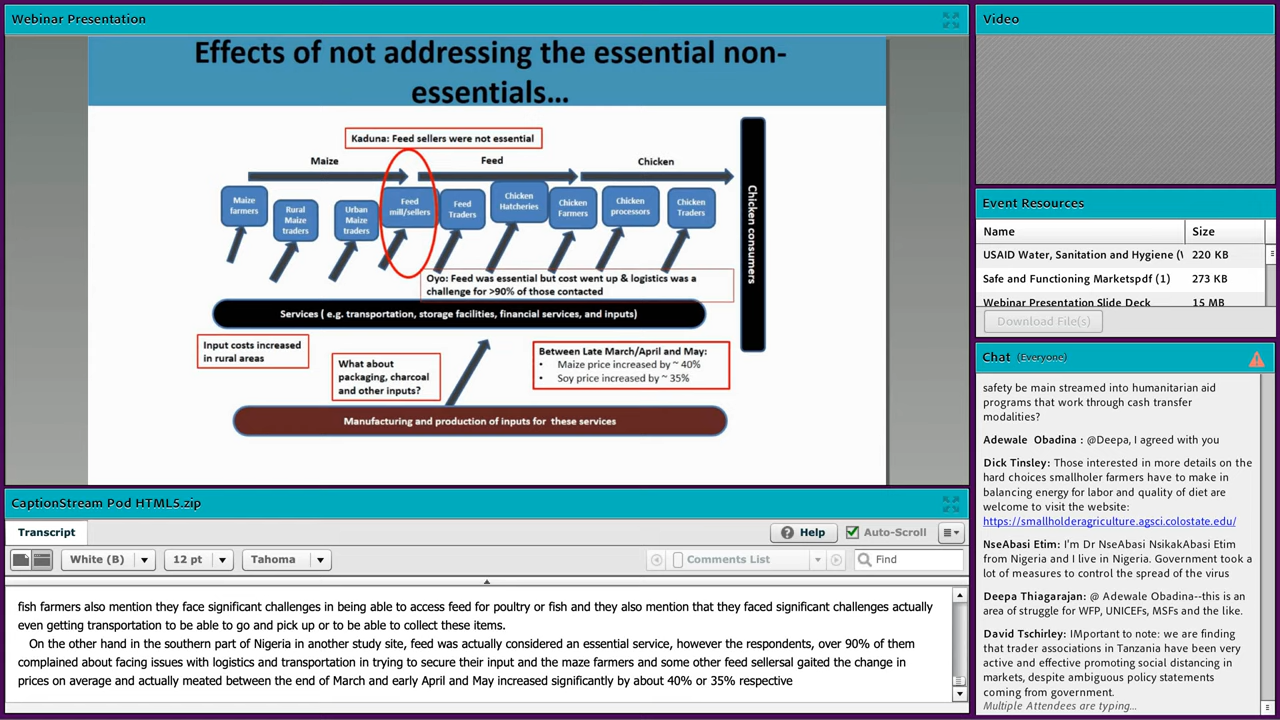 Webinar Presentation
Effects of not addressing the essential non-
essentials...
Kaduna: Feed sellers were not essential
Maize
Feed
Chicken
Maize
farmers
Rural
Maize
traders
Urban
Maize
traders
Feed
mill/sellers
Feed
Traders
Chicken
Hatcheries
Chicken
Farmers
Chicken
processors
Chicken
Traders
Chicken consumers
Oyo: Feed was essential but cost went up & logistics was a
challenge for >90% of those contacted
Services ( e.g. transportation, storage facilities, financial services, and inputs)
Input costs increased
in rural areas
What about
packaging, charcoal
and other inputs?
Between Late March/April and May:
• Maize price increased by ~ 40%
• Soy price increased by ~ 35%
Manufacturing and production of inputs for these services
CaptionStream Pod HTML5.zip
Transcript
? Help
Auto-Scroll
White (B)
12 pt
Tahoma
Comments List
Find
fish farmers also mention they face significant challenges in being able to access feed for poultry or fish and they also mention that they faced significant challenges actually
even getting transportation to be able to go and pick up or to be able to collect these items.
On the other hand in the southern part of Nigeria in another study site, feed was actually considered an essential service, however the respondents, over 90% of them
complained about facing issues with logistics and transportation in trying to secure their input and the maze farmers and some other feed sellersal gaited the change in
prices on average and actually meated between the end of March and early April and May increased significantly by about 40% or 35% respective
Video
Event Resources
Name Size
USAID Water, Sanitation and Hygiene (\ 220 KB
Safe and Functioning Marketspdf (1) 273 KB
Webinar Presentation Slide Deck 15 MB
Download File(s)
Chat (Everyone)
safety be main streamed into humanitarian aid
programs that work through cash transfer
modalities?
Adewale Obadina : @Deepa, I agreed with you
Dick Tinsley: Those interested in more details on the
hard choices smallholer farmers have to make in
balancing energy for labor and quality of diet are
welcome to visit the website:
https://smallholderagriculture.agsci.colostate.edu/
NseAbasi Etim: I'm Dr NseAbasi NsikakAbasi Etim
from Nigeria and I live in Nigeria. Government took a
lot of measures to control the spread of the virus
Deepa Thiagarajan: @ Adewale Obadina--this is an
area of struggle for WFP, UNICEFs, MSFs and the like.
David Tschirley: IMportant to note: we are finding
that trader associations in Tanzania have been very
active and effective promoting social distancing in
markets, despite ambiguous policy statements
coming from government.
Multiple Attendees are typing...